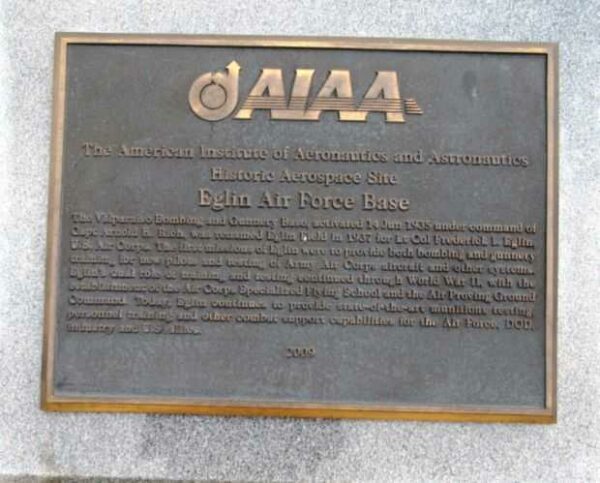 AIAA
The American Institute of Aeronautics and Astronautics
Historic Aerospace Site
Eglin Air Force Base
The Valparaiso Bombing and Gunnery Base, activated 14 Jun 1935 under command of
Capt. Arnold H. Rich, was renamed Eglin Field in 1937 for Lt Col Frederick I. Eglin,
U.S. Air Corps. The first missions of Eglin were to provide both bombing and gunnery
training for new pilots and testing of Army Air Corps aircraft and other systems.
Eglin's dual role of training and testing continued through World War II, with the
establishment of the Air Corps Specialized Flying School and the Air Proving Ground
Command. Today, Eglin continues to provide state-of-the-art munitions testing,
personnel training and other combat support capabilities for the Air Force, DOD,
industry and US allies.
2009